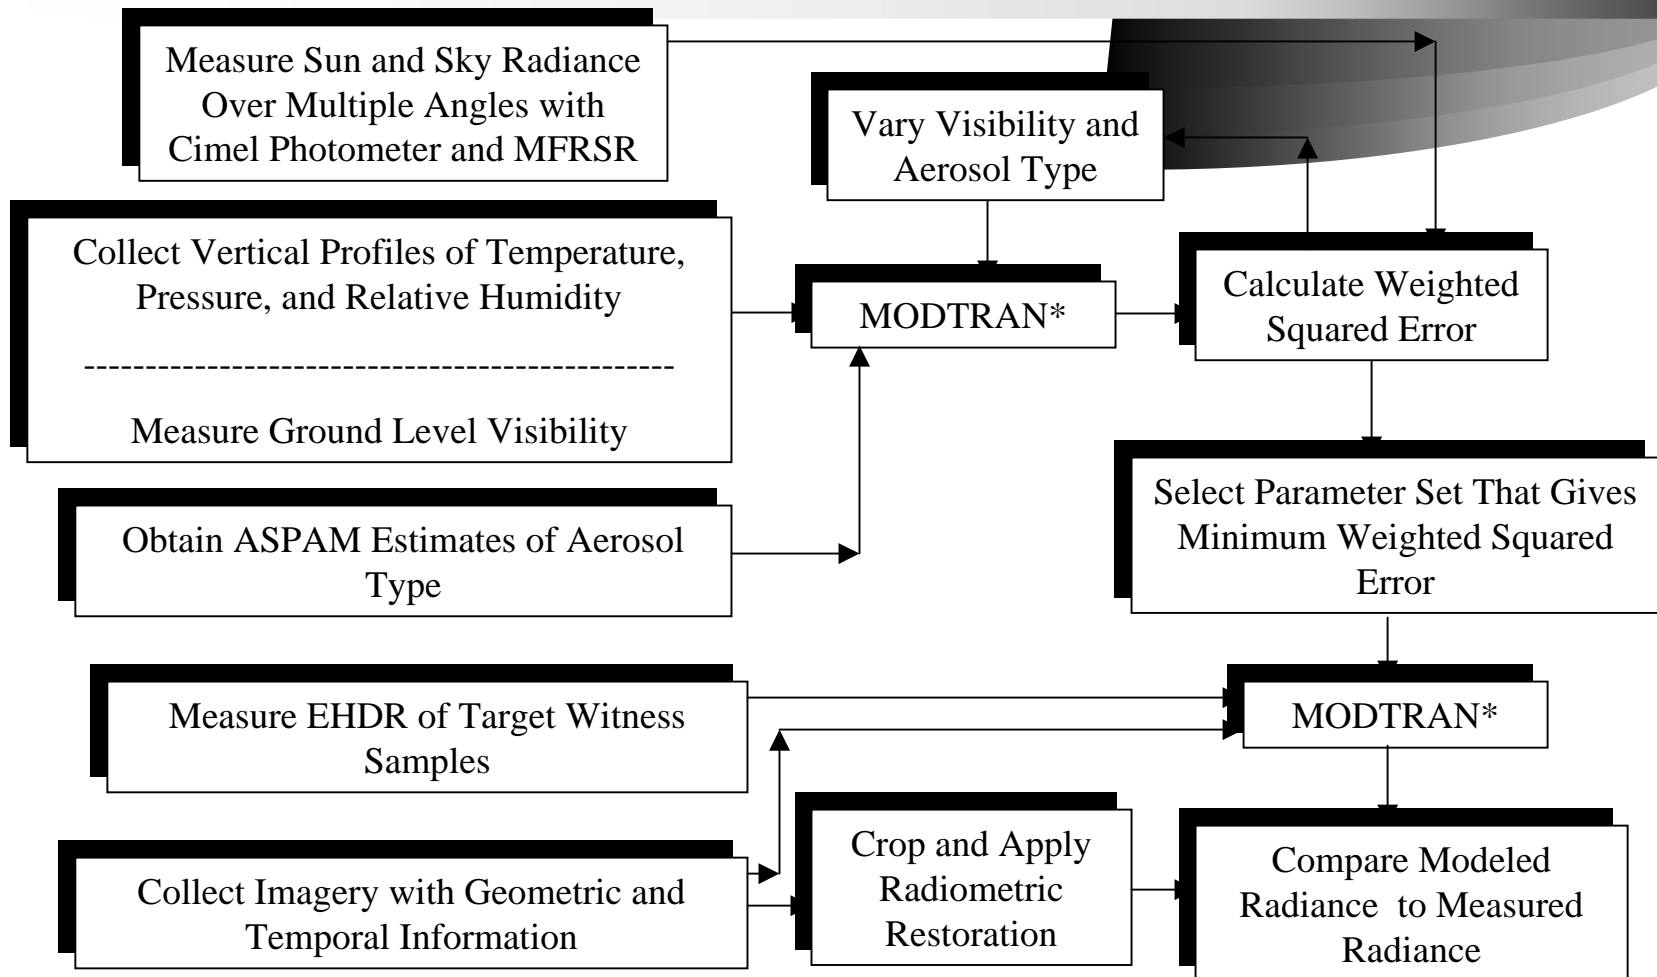 Measure Sun and Sky Radiance
Over Multiple Angles with
Cimel Photometer and MFRSR
Vary Visibility and
Aerosol Type
Collect Vertical Profiles of Temperature,
Pressure, and Relative Humidity
------------------------------------------------
Measure Ground Level Visibility
MODTRAN*
Calculate Weighted
Squared Error
Obtain ASPAM Estimates of Aerosol
Type
Select Parameter Set That Gives
Minimum Weighted Squared
Error
Measure EHDR of Target Witness
Samples
MODTRAN*
Collect Imagery with Geometric and
Temporal Information
Crop and Apply
Radiometric
Restoration
Compare Modeled
Radiance to Measured
Radiance